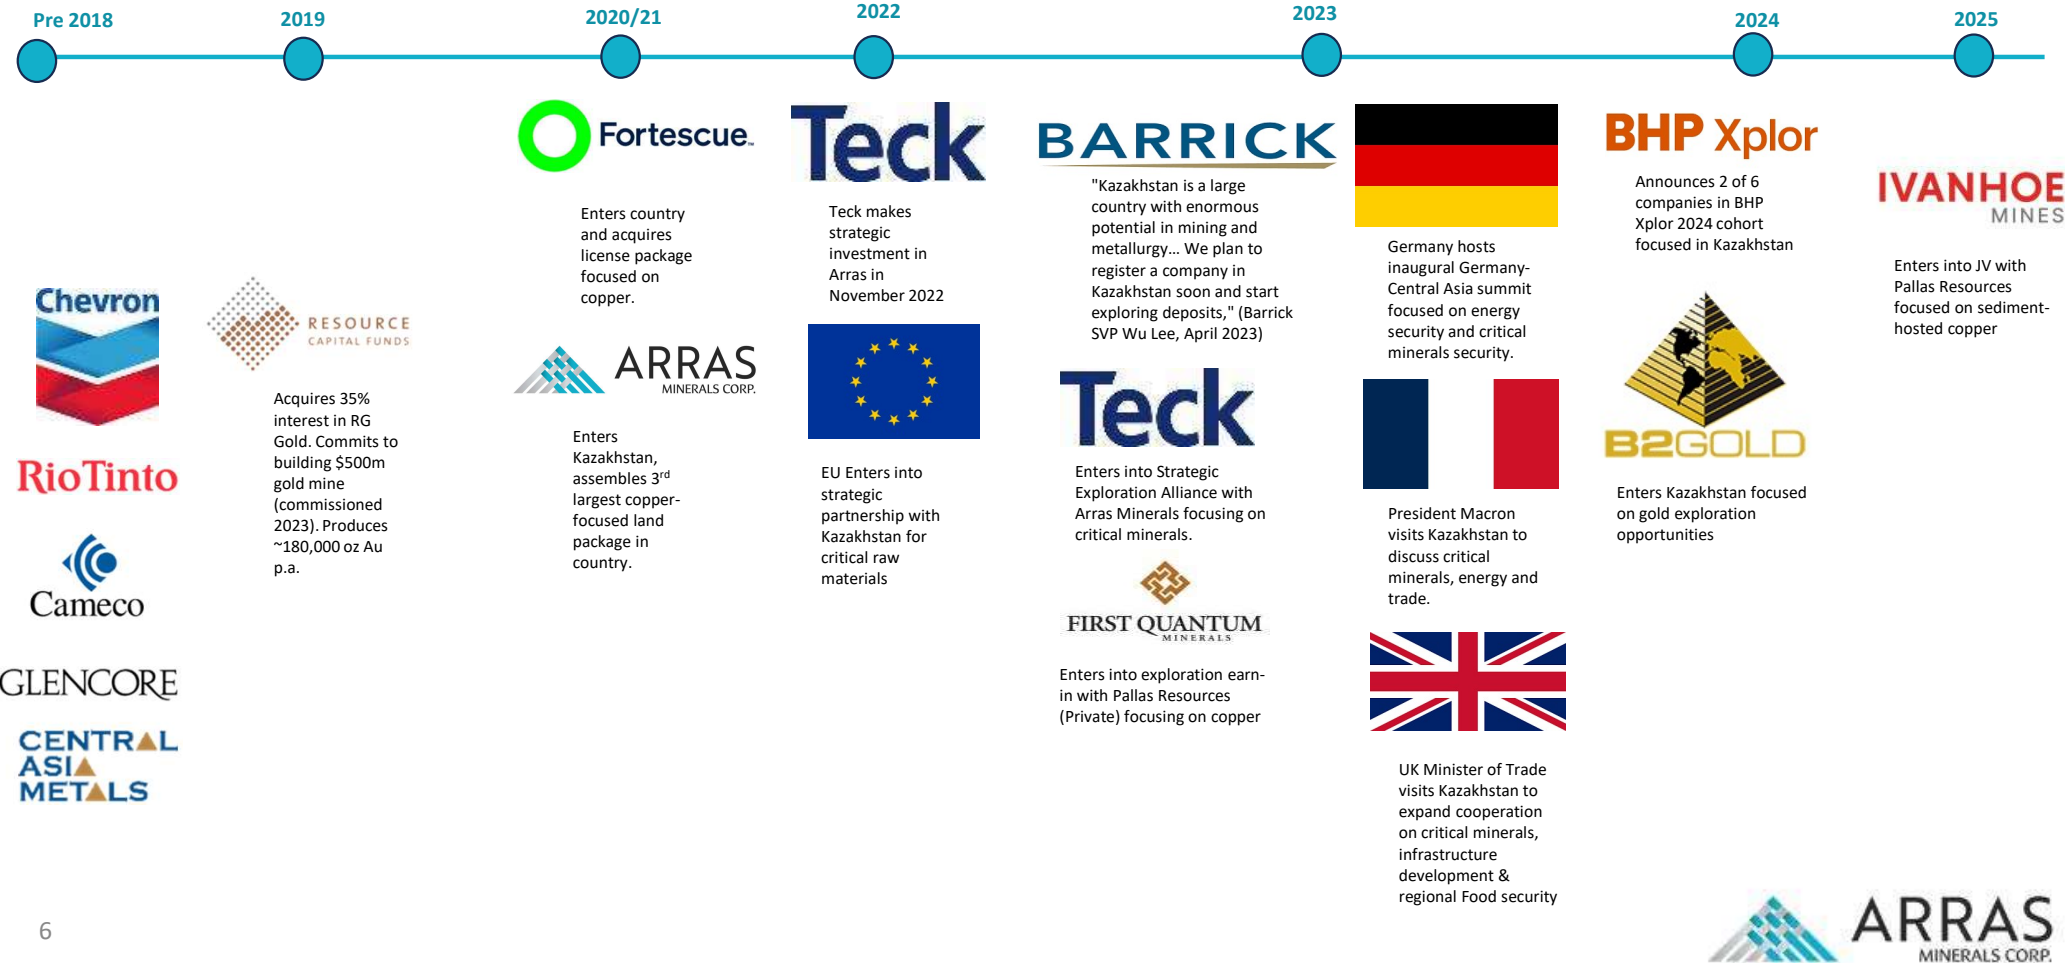 Pre 2018
2019
2020/21
2022
2023
2024
2025
Chevron
RioTinto
Cameco
GLENCORE
CENTRAL
ASIA
METALS
RESOURCE
CAPITAL FUNDS
Acquires 35%
interest in RG
Gold. Commits to
building $500m
gold mine
(commissioned
2023). Produces
~180,000 oz Au
p.a.
Fortescue™
Enters country
and acquires
license package
focused on
copper.
ARRAS
MINERALS CORP.
Enters
Kazakhstan,
assembles 3rd
largest copper-
focused land
package in
country.
Teck
Teck makes
strategic
investment in
Arras in
November 2022
EU Enters into
strategic
partnership with
Kazakhstan for
critical raw
materials
BARRICK
"Kazakhstan is a large
country with enormous
potential in mining and
metallurgy… We plan to
register a company in
Kazakhstan soon and start
exploring deposits," (Barrick
SVP Wu Lee, April 2023)
Teck
Enters into Strategic
Exploration Alliance with
Arras Minerals focusing on
critical minerals.
FIRST QUANTUM
MINERALS
Enters into exploration earn-
in with Pallas Resources
(Private) focusing on copper
Germany hosts
inaugural Germany-
Central Asia summit
focused on energy
security and critical
minerals security.
President Macron
visits Kazakhstan to
discuss critical
minerals, energy and
trade.
UK Minister of Trade
visits Kazakhstan to
expand cooperation
on critical minerals,
infrastructure
development &
regional Food security
BHP Xplor
Announces 2 of 6
companies in BHP
Xplor 2024 cohort
focused in Kazakhstan
B2GOLD
Enters Kazakhstan focused
on gold exploration
opportunities
IVANHOE
MINES
Enters into JV with
Pallas Resources
focused on sediment-
hosted copper
6
ARRAS
MINERALS CORP.